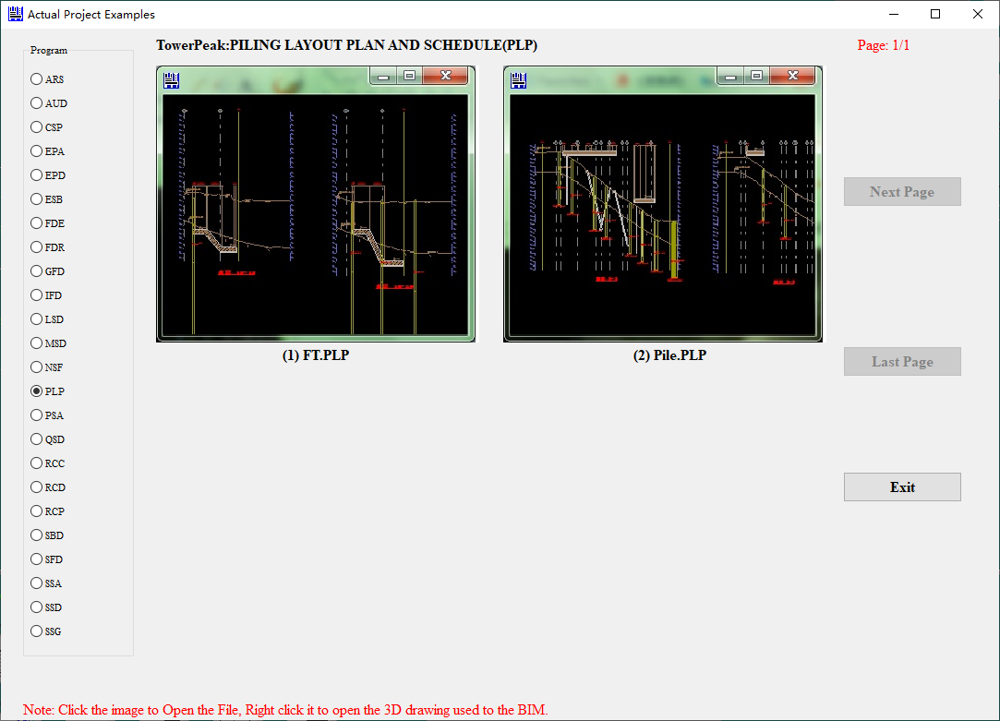 Actual Project Examples
Program
ARS
AUD
CSP
EPA
EPD
ESB
FDE
FDR
GFD
IFD
LSD
MSD
NSF
PLP
PSA
QSD
RCC
RCD
RCP
SBD
SFD
SSA
SSD
SSG
TowerPeak:PILING LAYOUT PLAN AND SCHEDULE(PLP)
(1) FT.PLP
(2) Pile.PLP
Page: 1/1
Next Page
Last Page
Exit
Note: Click the image to Open the File, Right click it to open the 3D drawing used to the BIM.